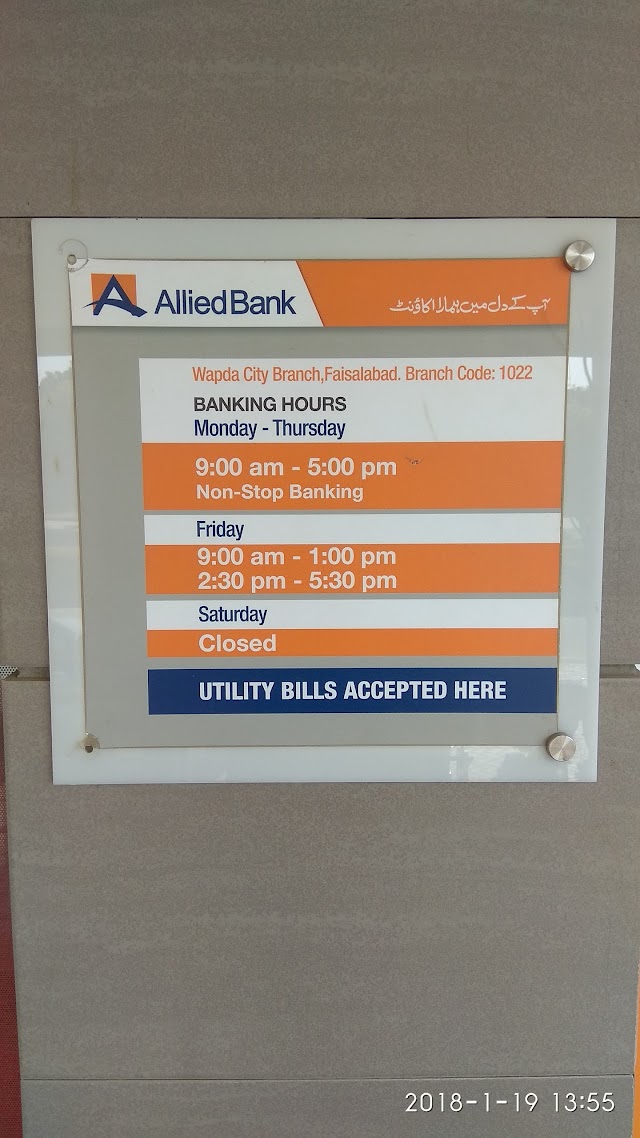 Allied Bank
آپ کے دل میں ہمارا اکاؤنٹ
Wapda City Branch,Faisalabad. Branch Code: 1022
BANKING HOURS
Monday - Thursday
9:00 am - 5:00 pm
Non-Stop Banking
Friday
9:00 am - 1:00 pm
2:30 pm - 5:30 pm
Saturday
Closed
UTILITY BILLS ACCEPTED HERE
2018-1-19 13:55